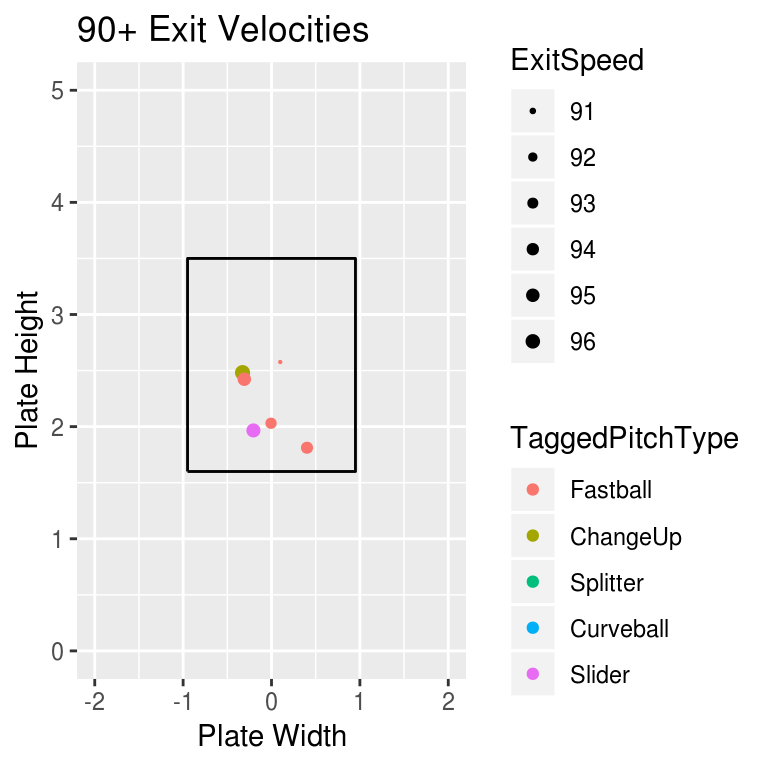 90+ Exit Velocities
5
4
3
2
1
0
-2 -1 0 1 2
Plate Width
Plate Height
ExitSpeed
91
92
93
94
95
96
TaggedPitchType
Fastball
ChangeUp
Splitter
Curveball
Slider